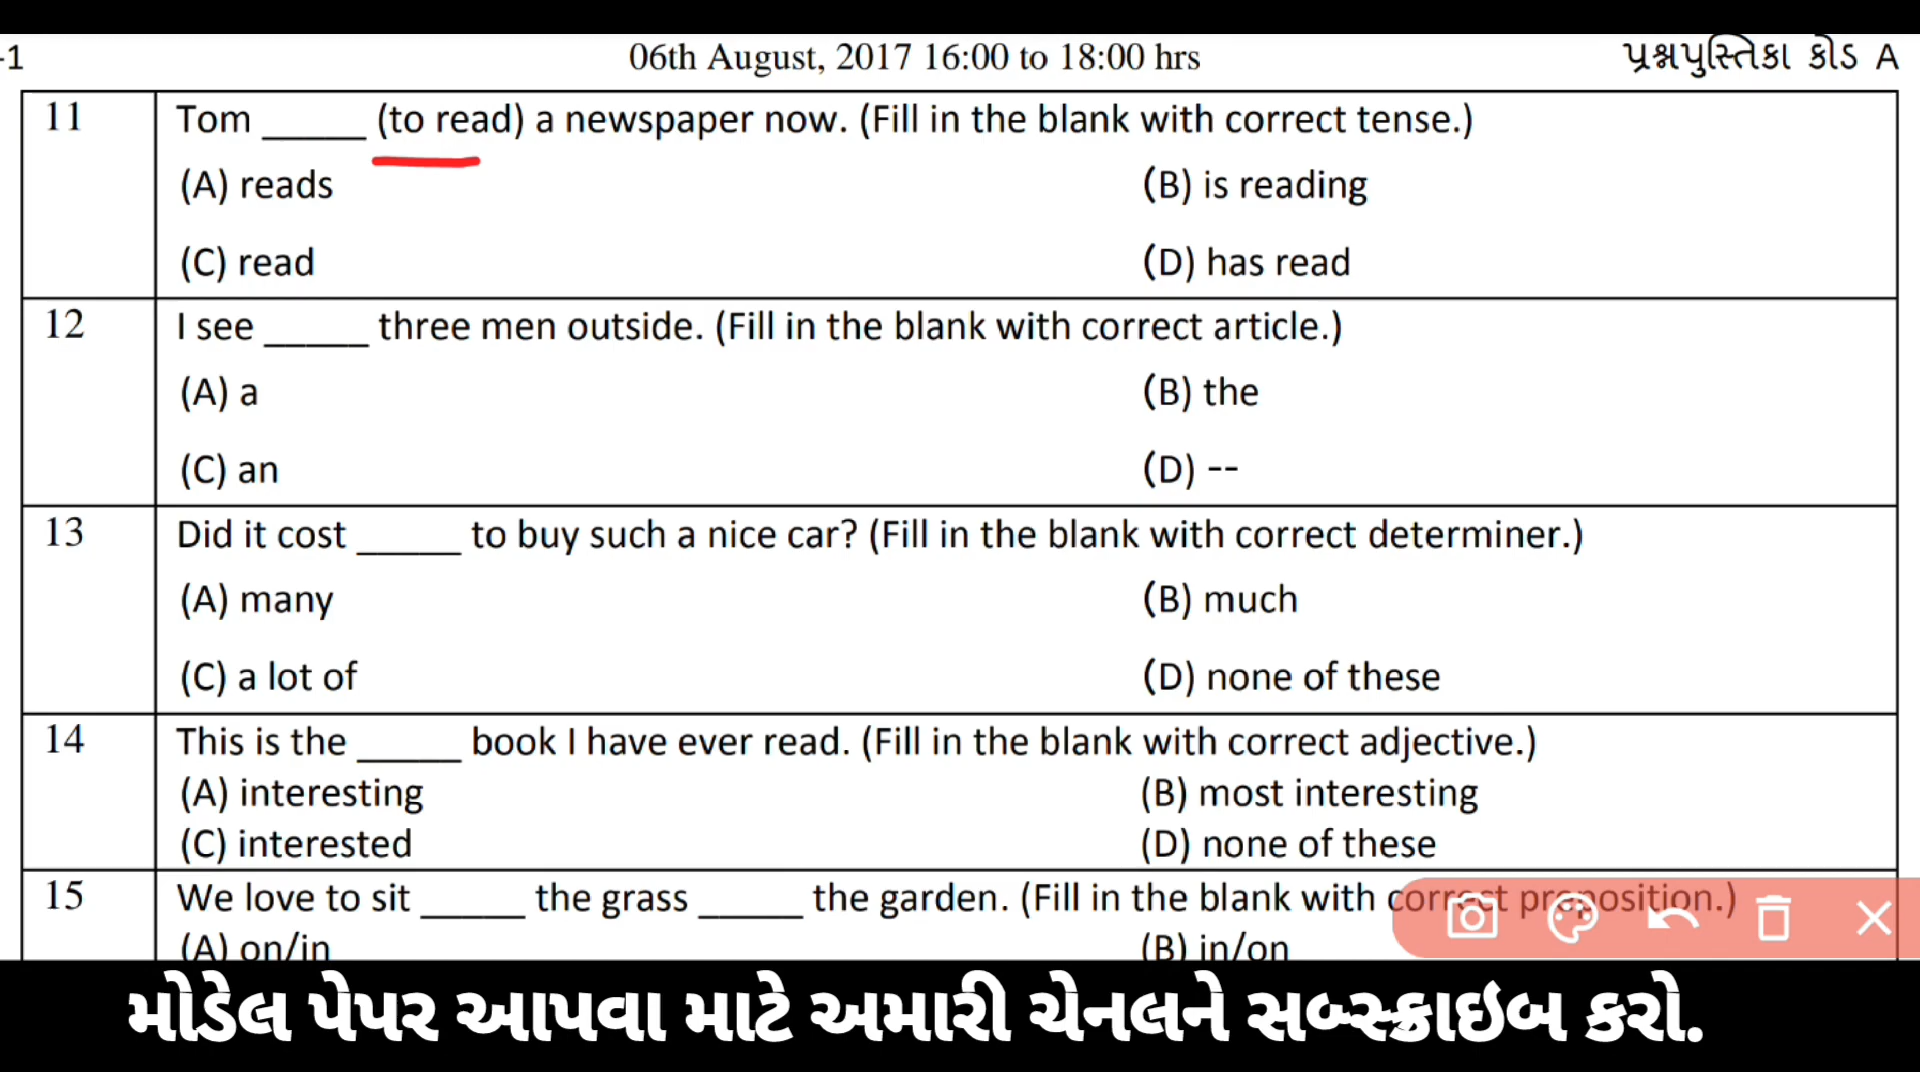 -1 06th August, 2017 16:00 to 18:00 hrs પ્રશ્નપુસ્તિકા કોડ A
11 Tom _____ (to read) a newspaper now. (Fill in the blank with correct tense.)
(A) reads (B) is reading
(C) read (D) has read
12 I see _____ three men outside. (Fill in the blank with correct article.)
(A) a (B) the
(C) an (D) --
13 Did it cost _____ to buy such a nice car? (Fill in the blank with correct determiner.)
(A) many (B) much
(C) a lot of (D) none of these
14 This is the _____ book I have ever read. (Fill in the blank with correct adjective.)
(A) interesting (B) most interesting
(C) interested (D) none of these
15 We love to sit _____ the grass _____ the garden. (Fill in the blank with correct preposition.)
(A) on/in (B) in/on
મોડેલ પેપર આપવા માટે અમારી ચેનલને સબ્સ્ક્રાઇબ કરો.